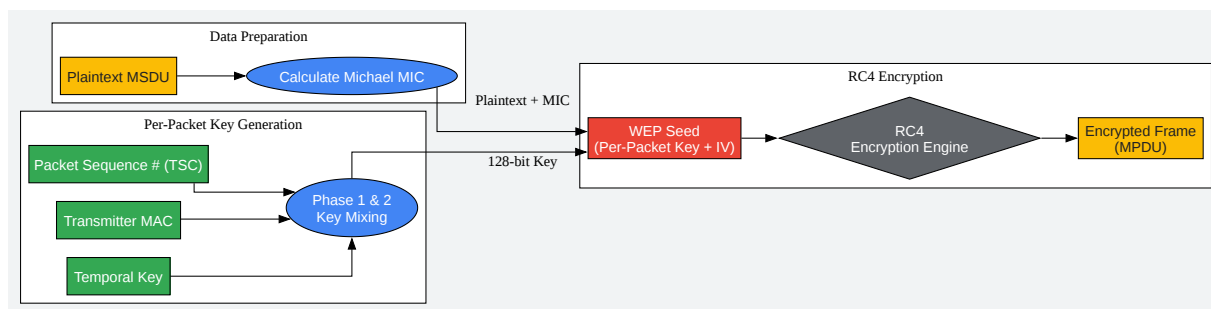 Data Preparation
Plaintext MSDU
Calculate Michael MIC
Plaintext + MIC
Per-Packet Key Generation
Packet Sequence # (TSC)
Transmitter MAC
Temporal Key
Phase 1 & 2
Key Mixing
128-bit Key
RC4 Encryption
WEP Seed
(Per-Packet Key + IV)
RC4
Encryption Engine
Encrypted Frame
(MPDU)